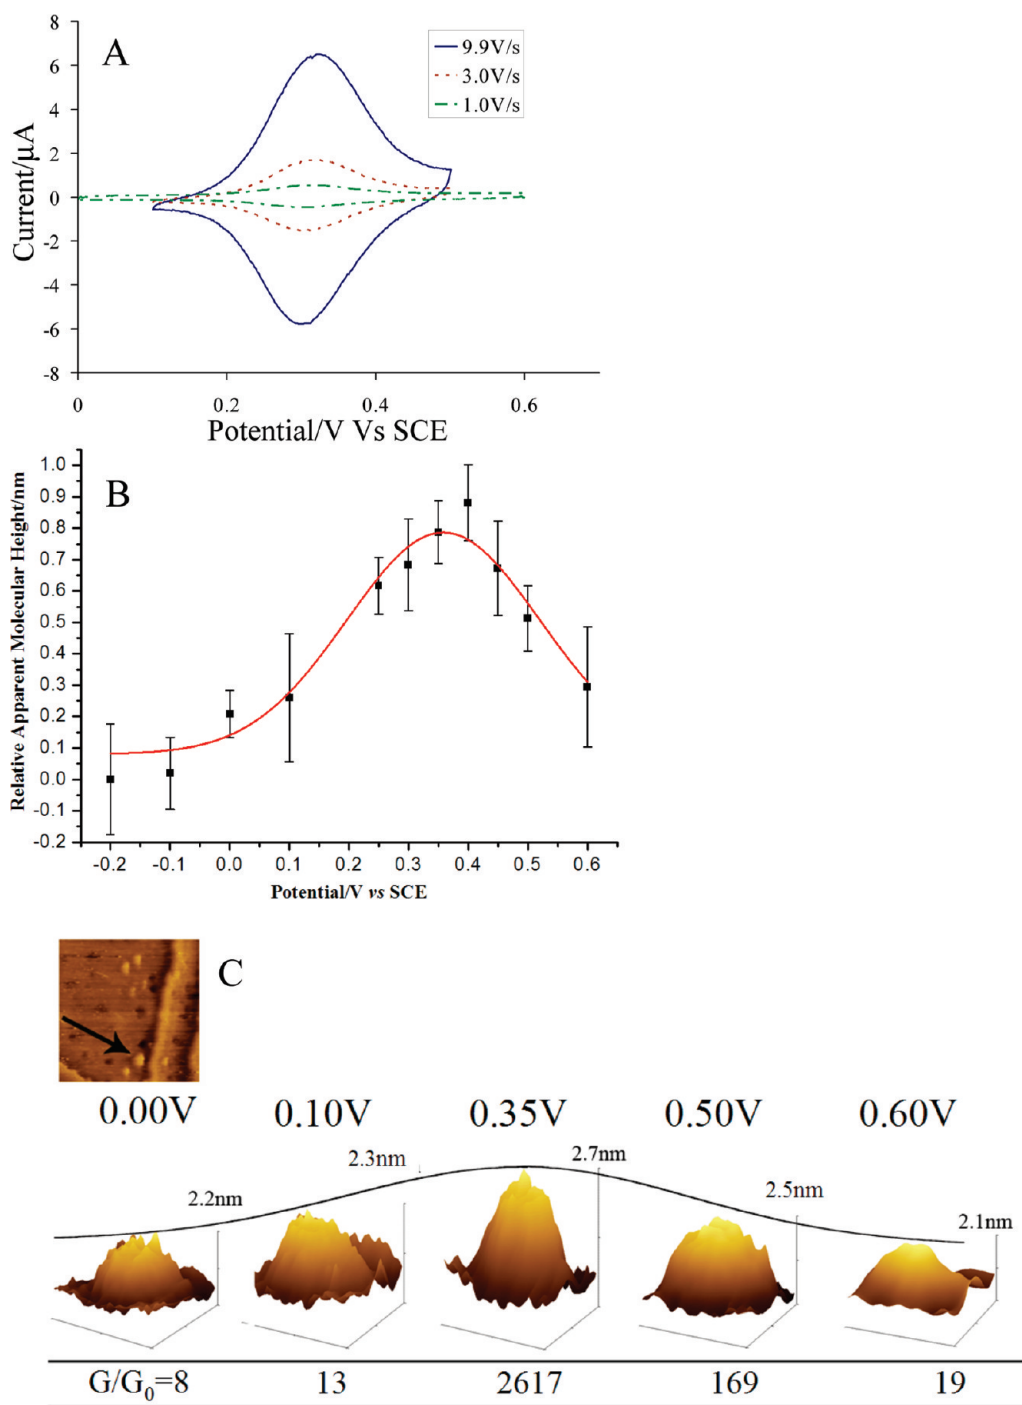 A
8
6
4
2
0
-2
-4
-6
-8
Current/μA
9.9V/s
3.0V/s
1.0V/s
0 0.2 0.4 0.6
Potential/V Vs SCE
B
1.0
0.9
0.8
0.7
0.6
0.5
0.4
0.3
0.2
0.1
0.0
-0.1
-0.2
Relative Apparent Molecular Height/nm
-0.2 -0.1 0.0 0.1 0.2 0.3 0.4 0.5 0.6
Potential/V vs SCE
C
0.00V 0.10V 0.35V 0.50V 0.60V
2.2nm 2.3nm 2.7nm 2.5nm 2.1nm
G/G0=8 13 2617 169 19